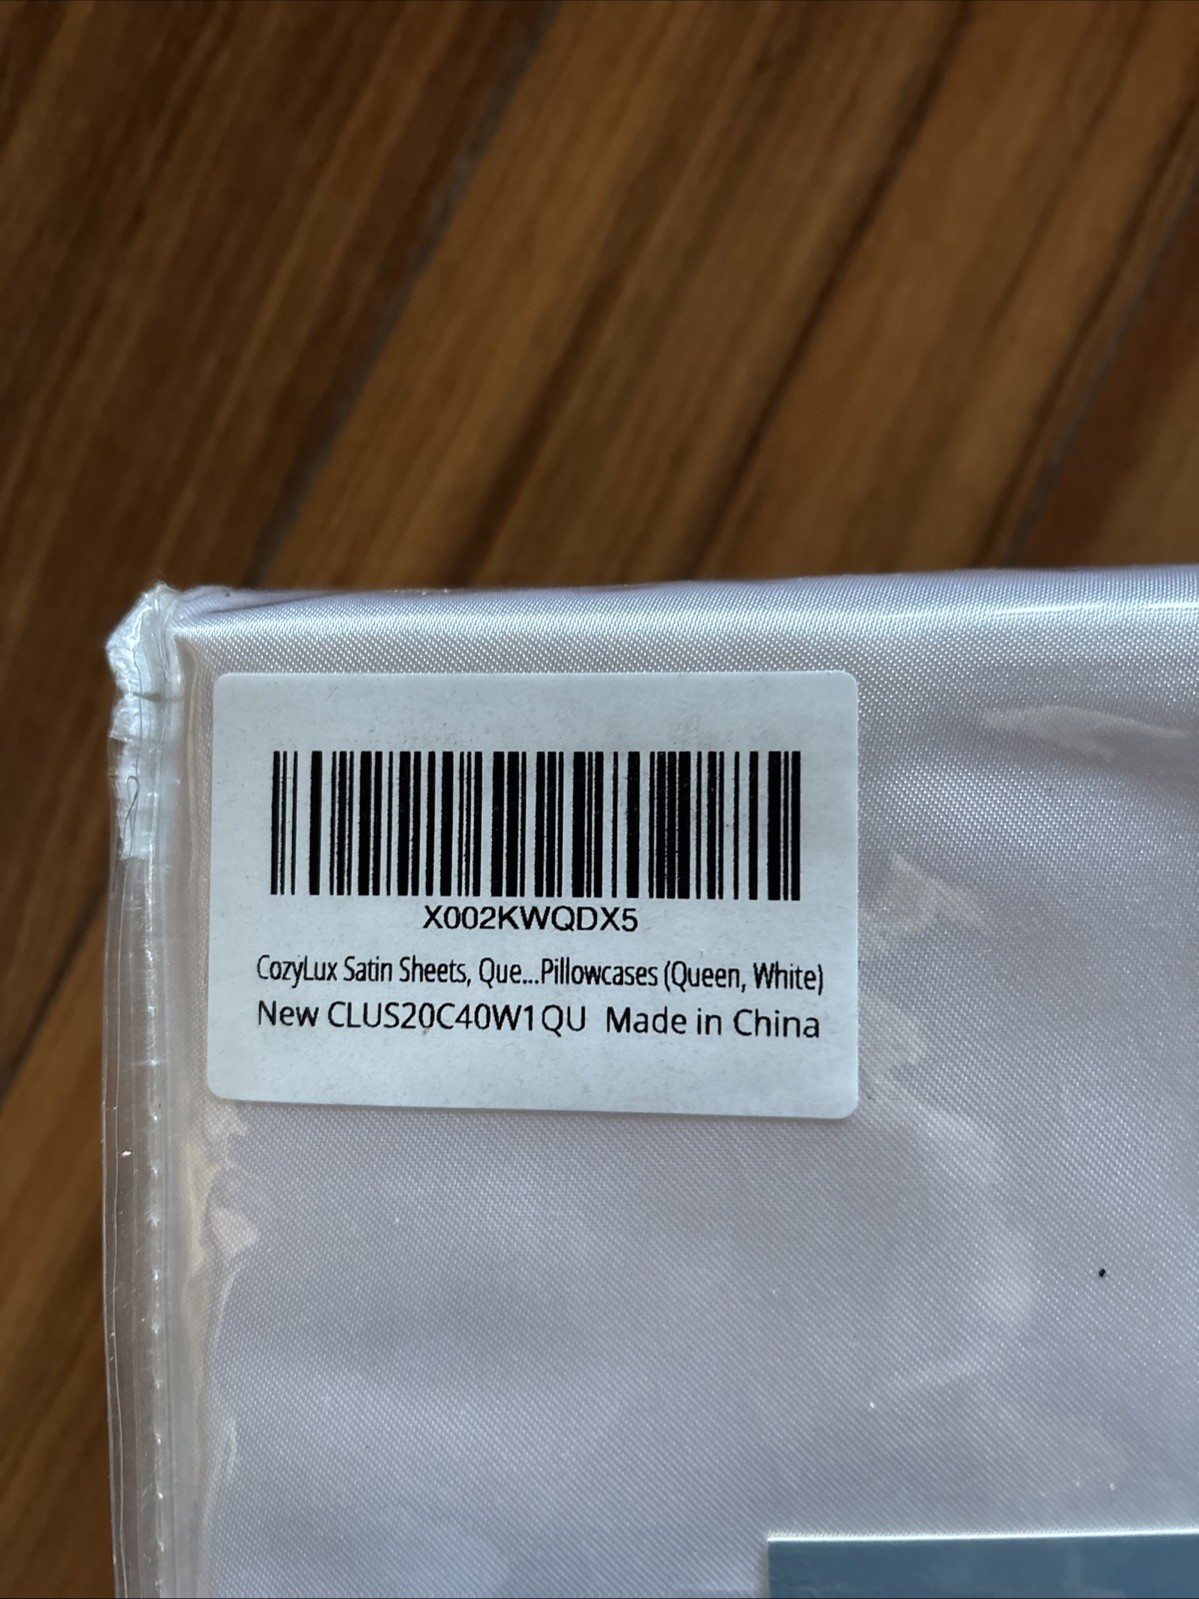 X002KWQDX5
CozyLux Satin Sheets, Que...Pillowcases (Queen, White)
New CLUS20C40W1QU Made in China